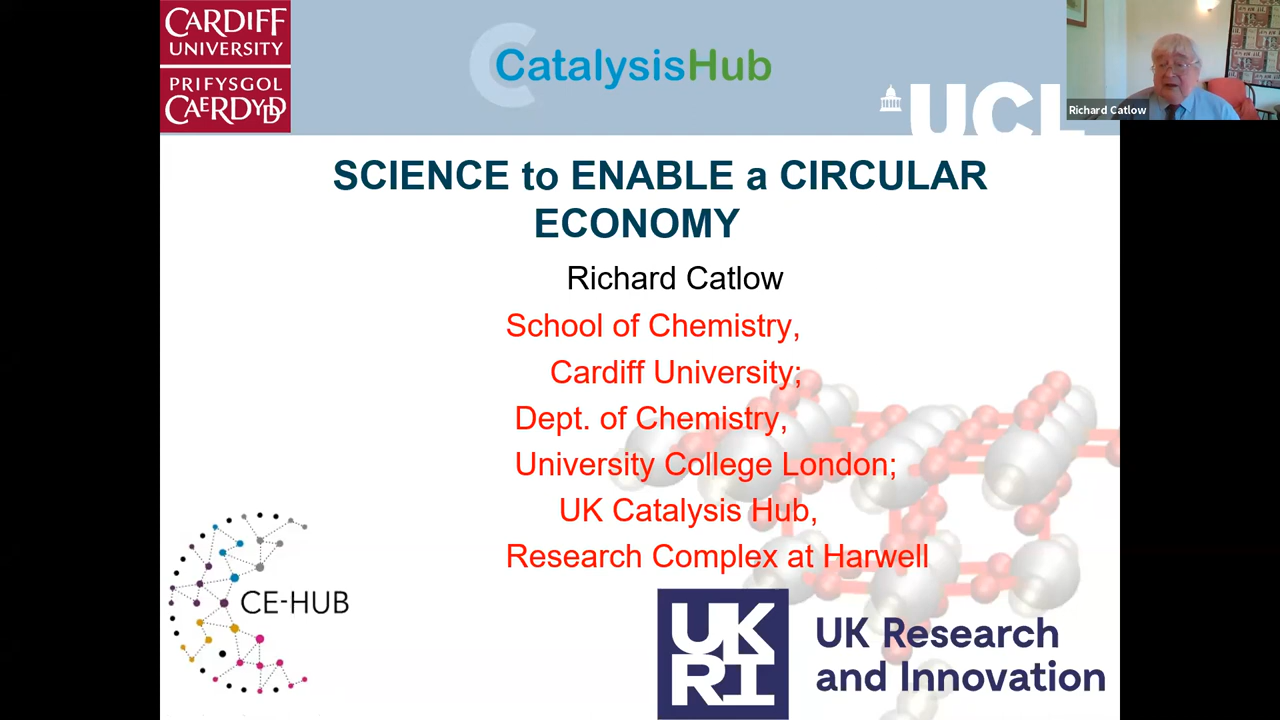 CARDIFF
UNIVERSITY
PRIFYSGOL
CAERDYDD
CatalysisHub
UCL
Richard Catlow
SCIENCE to ENABLE a CIRCULAR
ECONOMY
Richard Catlow
School of Chemistry,
Cardiff University;
Dept. of Chemistry,
University College London;
UK Catalysis Hub,
Research Complex at Harwell
CE-HUB
UK
RI
UK Research
and Innovation